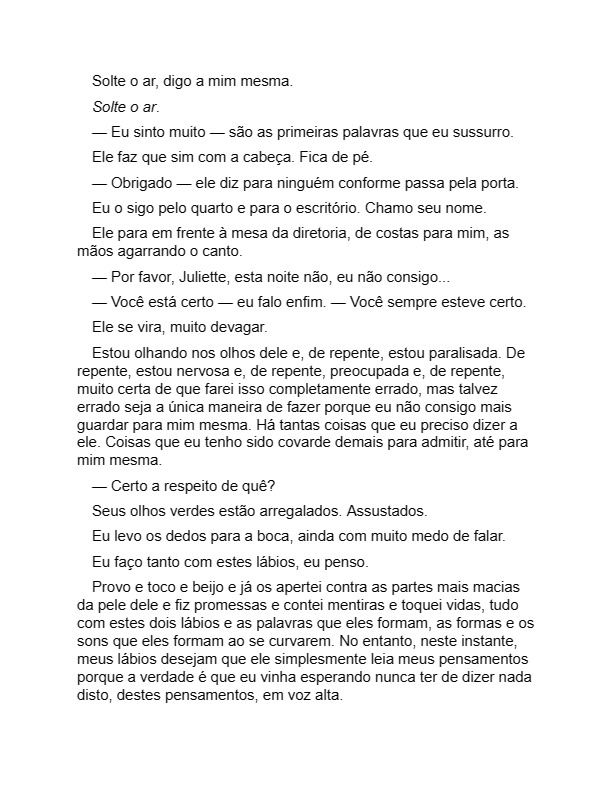 Solte o ar, digo a mim mesma.
Solte o ar.
— Eu sinto muito — são as primeiras palavras que eu sussurro.
Ele faz que sim com a cabeça. Fica de pé.
— Obrigado — ele diz para ninguém conforme passa pela porta.
Eu o sigo pelo quarto e para o escritório. Chamo seu nome.
Ele para em frente à mesa da diretoria, de costas para mim, as
mãos agarrando o canto.
— Por favor, Juliette, esta noite não, eu não consigo...
— Você está certo — eu falo enfim. — Você sempre esteve certo.
Ele se vira, muito devagar.
Estou olhando nos olhos dele e, de repente, estou paralisada. De
repente, estou nervosa e, de repente, preocupada e, de repente,
muito certa de que farei isso completamente errado, mas talvez
errado seja a única maneira de fazer porque eu não consigo mais
guardar para mim mesma. Há tantas coisas que eu preciso dizer a
ele. Coisas que eu tenho sido covarde demais para admitir, até para
mim mesma.
— Certo a respeito de quê?
Seus olhos verdes estão arregalados. Assustados.
Eu levo os dedos para a boca, ainda com muito medo de falar.
Eu faço tanto com estes lábios, eu penso.
Provo e toco e beijo e já os apertei contra as partes mais macias
da pele dele e fiz promessas e contei mentiras e toquei vidas, tudo
com estes dois lábios e as palavras que eles formam, as formas e os
sons que eles formam ao se curvarem. No entanto, neste instante,
meus lábios desejam que ele simplesmente leia meus pensamentos
porque a verdade é que eu vinha esperando nunca ter de dizer nada
disto, destes pensamentos, em voz alta.